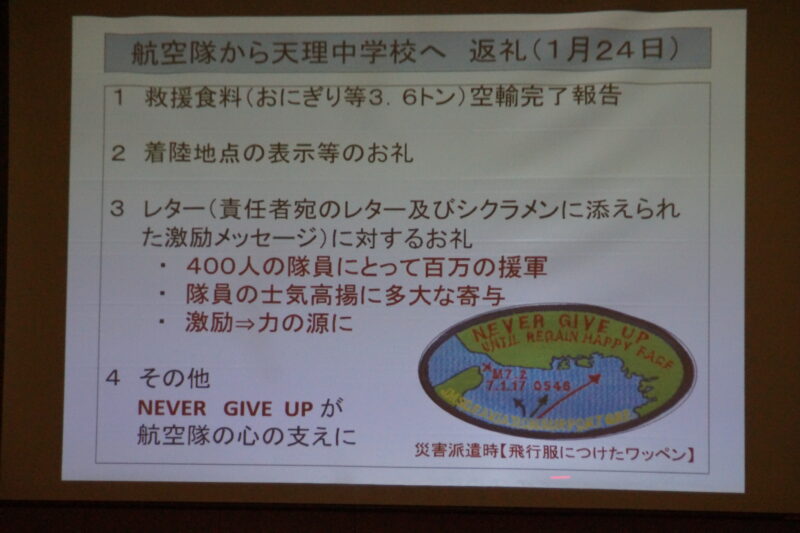 航空隊から天理中学校へ 返礼(1月24日)
1 救援食料(おにぎり等3．6トン)空輸完了報告
2 着陸地点の表示等のお礼
3 レター(責任者宛のレター及びシクラメンに添えられ
た激励メッセージ)に対するお礼
・ 400人の隊員にとって百万の援軍
・ 隊員の士気高揚に多大な寄与
・ 激励⇒力の源に
4 その他
NEVER GIVE UP が
航空隊の心の支えに
NEVER GIVE UP
UNTIL REGAIN HAPPY FACE
M7.2
7.1.17 0546
災害派遣時【飛行服につけたワッペン】